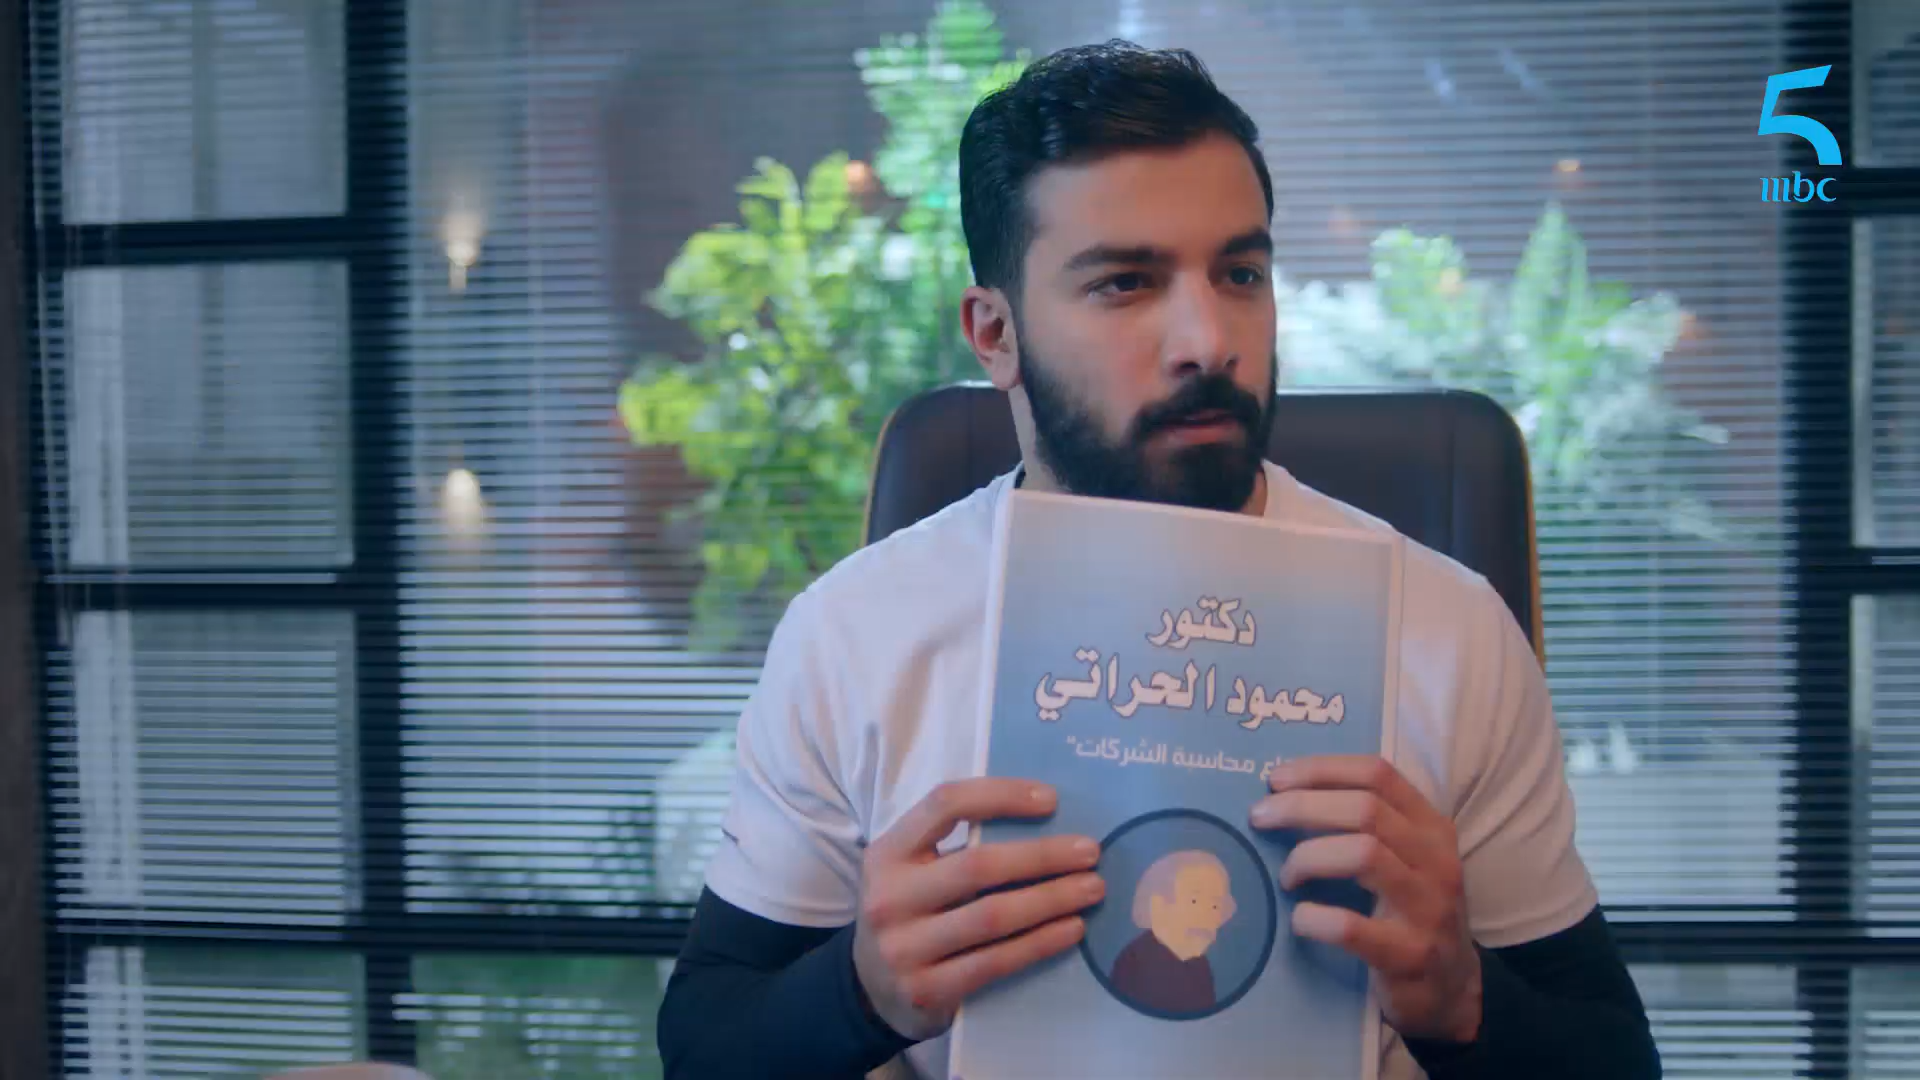 5
mbc
دكتور
محمود الحراتي
محاسبة الشركات"